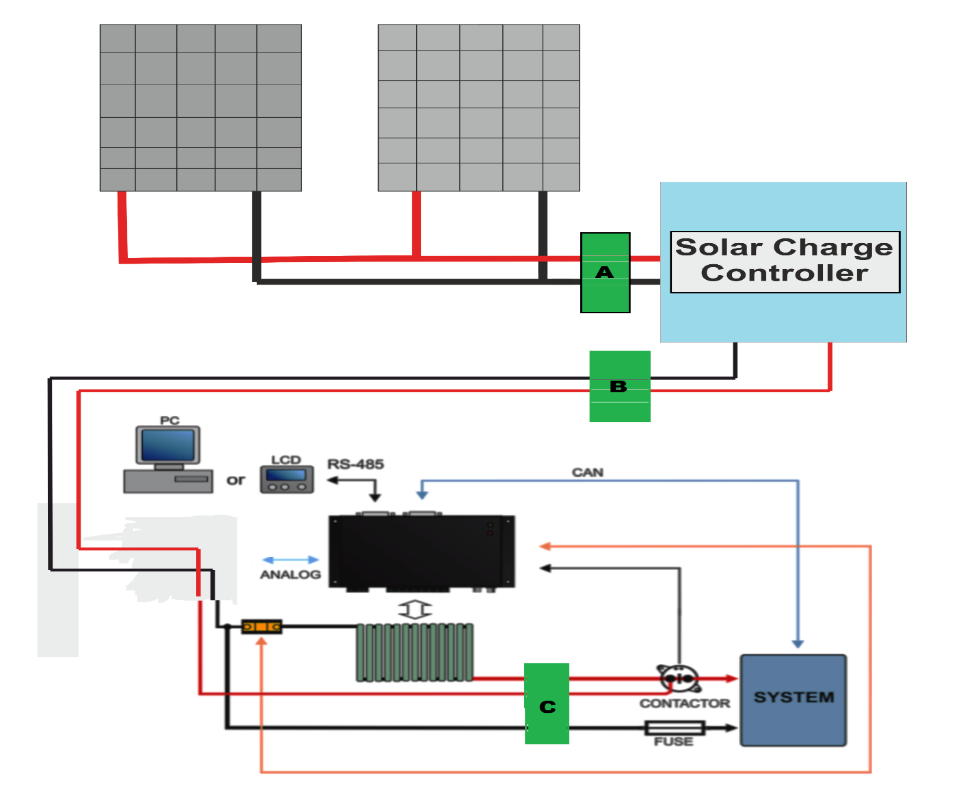 A
Solar Charge
Controller
B
PC
or
LCD
RS-485
CAN
ANALOG
CONTACTOR
SYSTEM
C
FUSE